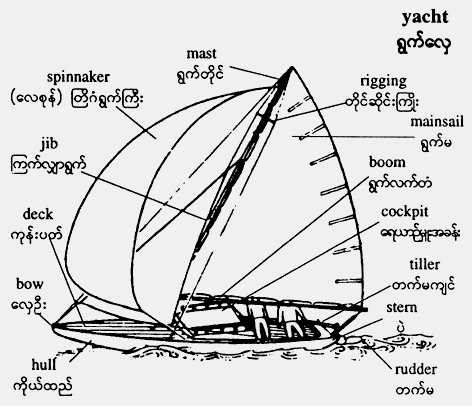 yacht
ရွက်လှေ
mast
ရွက်တိုင်
spinnaker
(လေစုန်) တြိဂံရွက်ကြီး
rigging
တိုင်ဆိုင်းကြိုး
mainsail
ရွက်မ
jib
ကြက်လျှာရွက်
boom
ရွက်လက်တံ
deck
ကုန်းပတ်
cockpit
ရေယာဉ်မှူးအခန်း
tiller
တက်မကျင်
bow
လှေဦး
stern
ပဲ့
hull
ကိုယ်ထည်
rudder
တက်မ